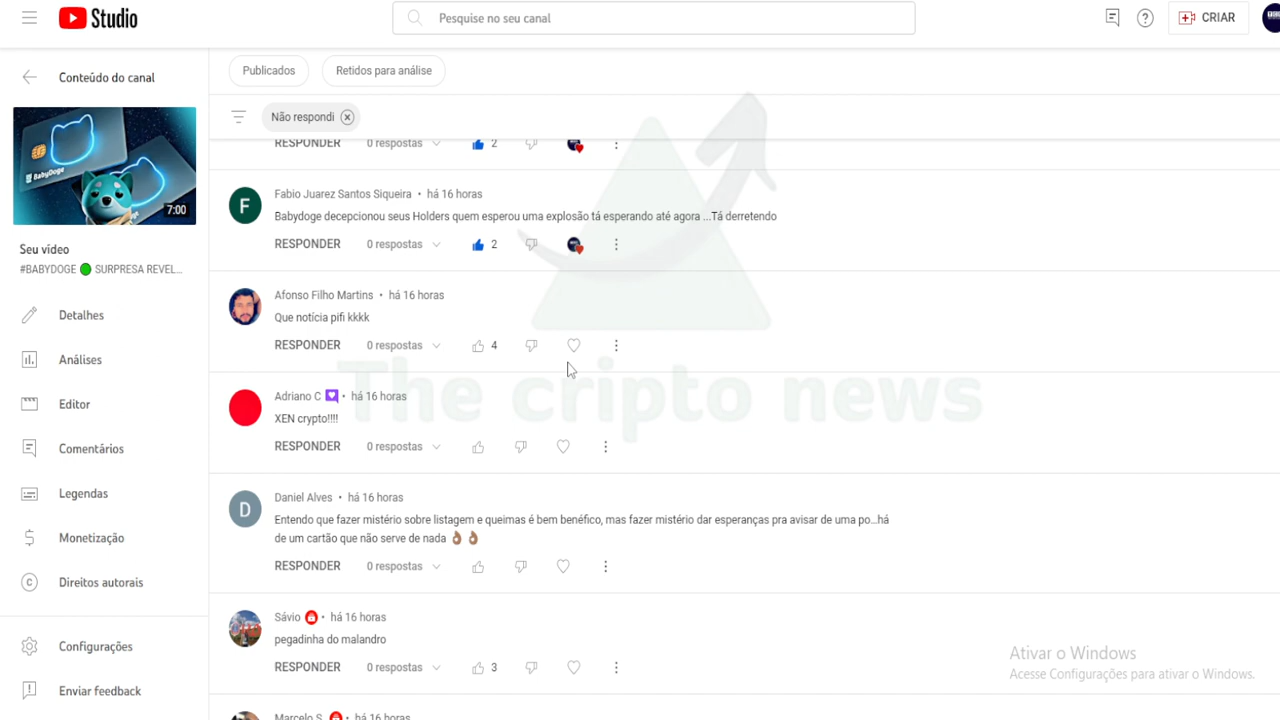 Studio
Pesquise no seu canal
CRIAR
Conteúdo do canal
BabyDoge
7:00
Seu vídeo
#BABYDOGE 🟢 SURPRESA REVEL...
Detalhes
Análises
Editor
Comentários
Legendas
Monetização
Direitos autorais
Configurações
Enviar feedback
Publicados
Retidos para análise
Não respondi
RESPONDER 0 respostas 2
Fabio Juarez Santos Siqueira • há 16 horas
Babydoge decepcionou seus Holders quem esperou uma explosão tá esperando até agora ...Tá derretendo
RESPONDER 0 respostas 2
Afonso Filho Martins • há 16 horas
Que notícia pifi kkkk
RESPONDER 0 respostas 4
Adriano C • há 16 horas
XEN crypto!!!!
RESPONDER 0 respostas
Daniel Alves • há 16 horas
Entendo que fazer mistério sobre listagem e queimas é bem benéfico, mas fazer mistério dar esperanças pra avisar de uma po...há
de um cartão que não serve de nada 👌🏽 👌🏽
RESPONDER 0 respostas
Sávio • há 16 horas
pegadinha do malandro
RESPONDER 0 respostas 3
Marcelo S. • há 16 horas
The cripto news
Ativar o Windows
Acesse Configurações para ativar o Windows.